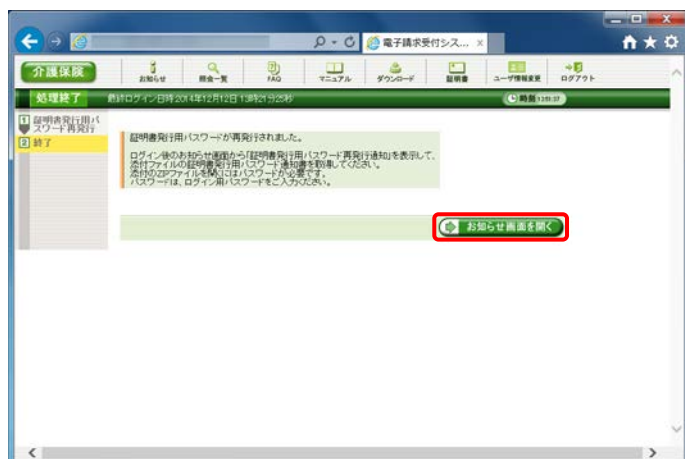 電子請求受付シス...
介護保険
お知らせ
照会一覧
FAQ
マニュアル
ダウンロード
証明書
ユーザ情報変更
ログアウト
処理終了
最終ログイン日時:2014年12月12日 13時21分25秒
時刻
1 証明書発行用パ
スワード再発行
2 終了
証明書発行用パスワードが再発行されました。
ログイン後のお知らせ画面から「証明書発行用パスワード再発行通知」を表示して、
添付ファイルの証明書発行用パスワード通知書を取得してください。
添付のZIPファイルを開くにはパスワードが必要です。
パスワードは、ログイン用パスワードをご入力ください。
お知らせ画面を開く